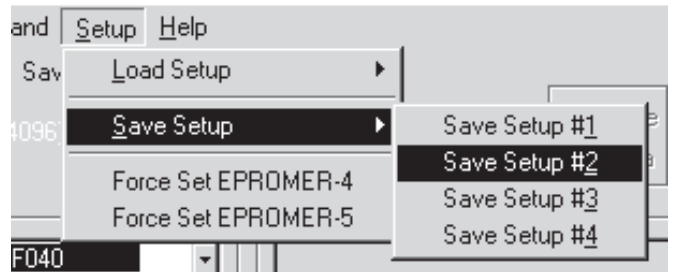 and Setup Help
Sav
Load Setup
4096]
Save Setup
Save Setup #1
Save Setup #2
Save Setup #3
Save Setup #4
Force Set EPROMER-4
Force Set EPROMER-5
F040